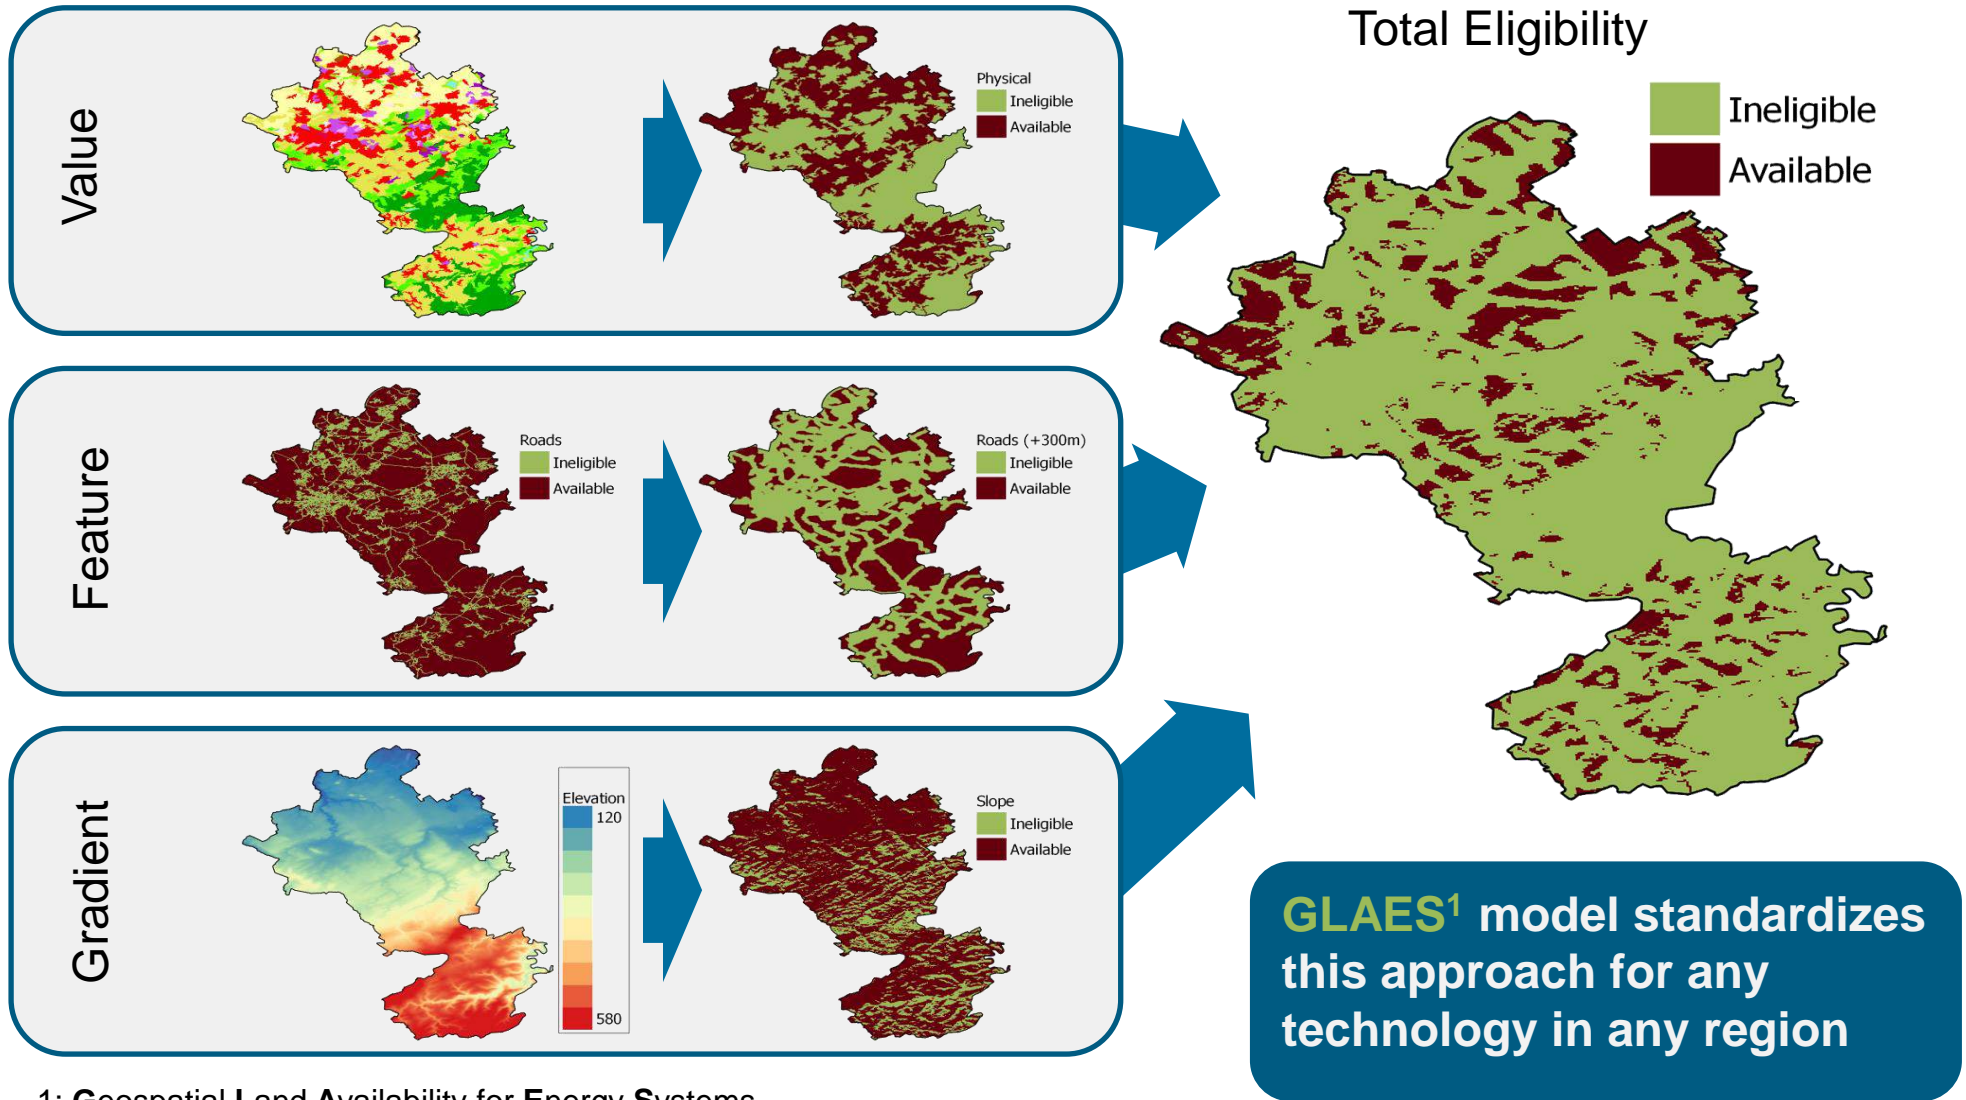 Value
Physical
Ineligible
Available
Feature
Roads
Ineligible
Available
Roads (+300m)
Ineligible
Available
Gradient
Elevation
120
580
Slope
Ineligible
Available
Total Eligibility
Ineligible
Available
GLAES¹ model standardizes
this approach for any
technology in any region
1: Geospatial Land Availability for Energy Systems